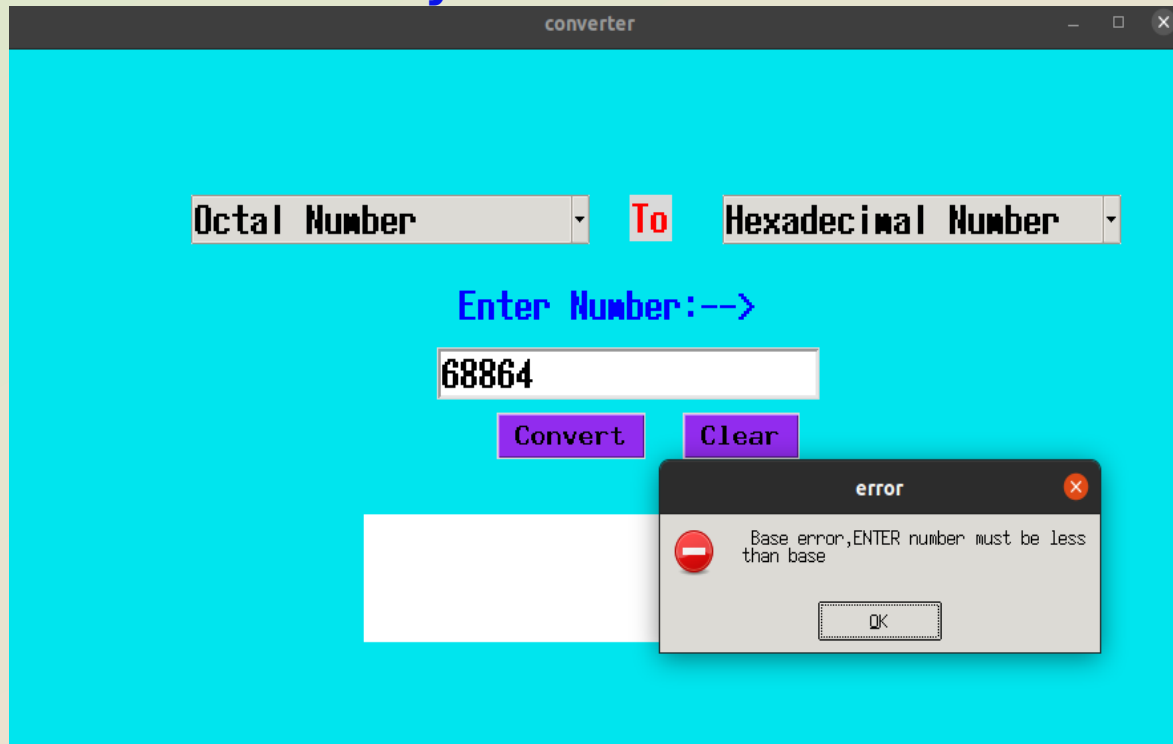 converter
Octal Number To Hexadecimal Number
Enter Number:-->
68864
Convert Clear
error
Base error,ENTER number must be less
than base
OK